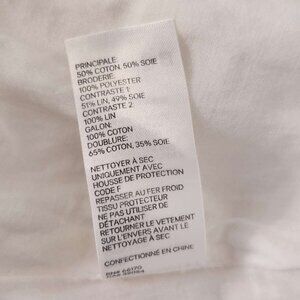 PRINCIPALE:
50% COTON, 50% SOIE
BRODERIE:
100% POLYESTER
CONTRASTE 1:
51% LIN, 49% SOIE
CONTRASTE 2:
100% LIN
GALON:
100% COTON
DOUBLURE:
65% COTON, 35% SOIE
NETTOYER À SEC
UNIQUEMENT AVEC
HOUSSE DE PROTECTION
CODE F
REPASSER AU FER FROID
TISSU PROTECTEUR
NE PAS UTILISER DE
DÉTACHANT
RETOURNER LE VETEMENT
SUR L'ENVERS AVANT LE
NETTOYAGE À SEC
CONFECTIONNÉ EN CHINE